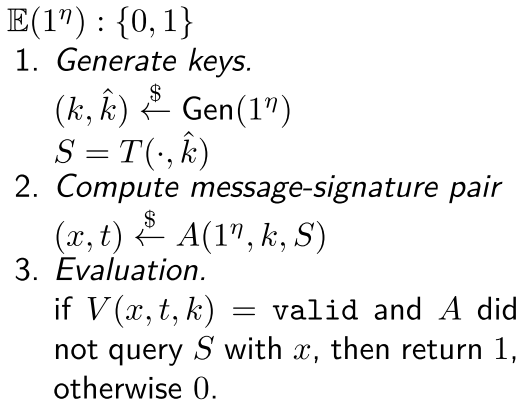 𝔼(1^η) : {0, 1}
1. Generate keys.
(k, k̂) ←$ Gen(1^η)
S = T(·, k̂)
2. Compute message-signature pair
(x, t) ←$ A(1^η, k, S)
3. Evaluation.
if V(x, t, k) = valid and A did
not query S with x, then return 1,
otherwise 0.